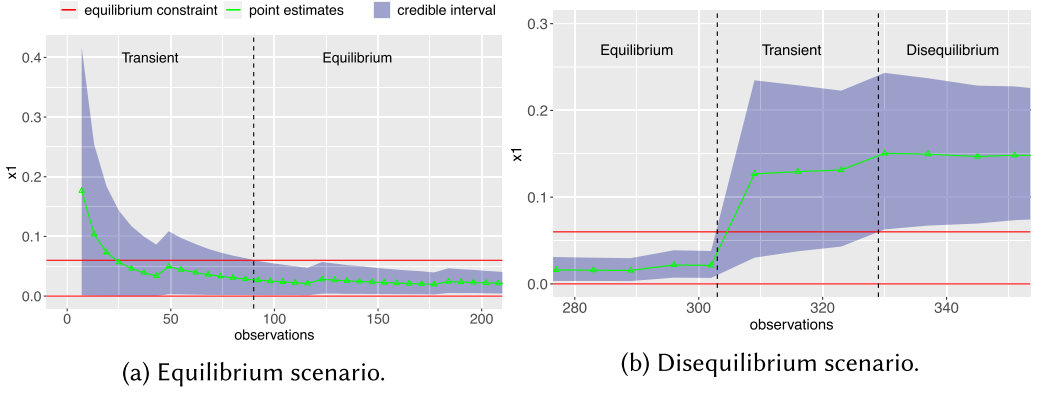 equilibrium constraint point estimates credible interval
Transient Equilibrium
0.4
0.3
0.2
0.1
0.0
x1
0 50 100 150 200
observations
(a) Equilibrium scenario.
Equilibrium Transient Disequilibrium
0.3
0.2
0.1
0.0
x1
280 300 320 340
observations
(b) Disequilibrium scenario.